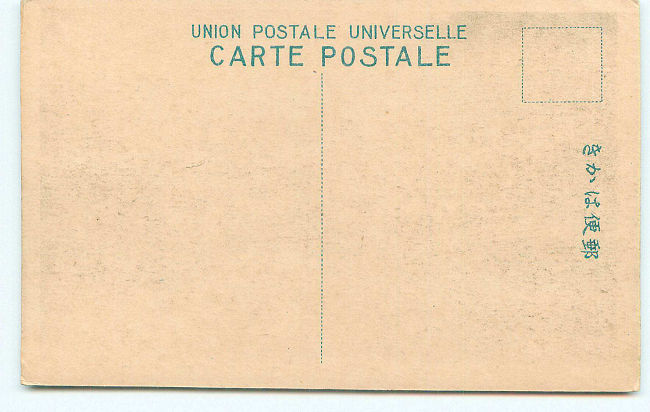 UNION POSTALE UNIVERSELLE
CARTE POSTALE
郵便はかき